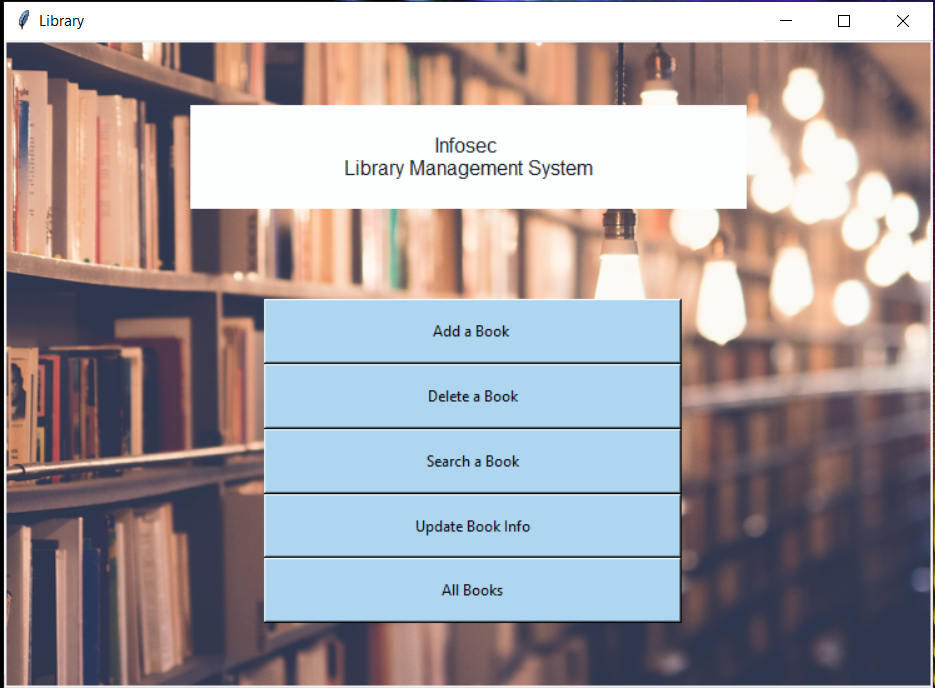 Library
Infosec
Library Management System
Add a Book
Delete a Book
Search a Book
Update Book Info
All Books